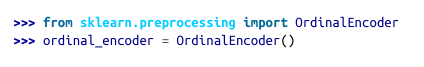 >>> from sklearn.preprocessing import OrdinalEncoder
>>> ordinal_encoder = OrdinalEncoder()